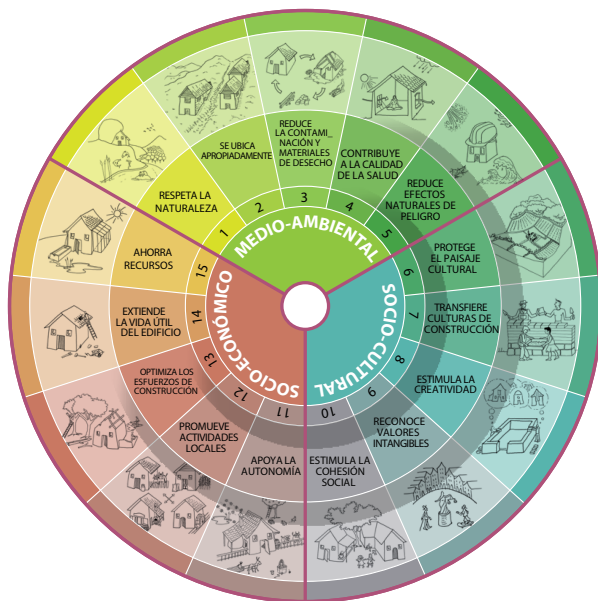 MEDIO-AMBIENTAL
1
RESPETA LA
NATURALEZA
2
SE UBICA
APROPIADAMENTE
3
REDUCE
LA CONTAMI_
NACIÓN Y
MATERIALES
DE DESECHO
4
CONTRIBUYE
A LA CALIDAD
DE LA SALUD
5
REDUCE
EFECTOS
NATURALES DE
PELIGRO
SOCIO-CULTURAL
6
PROTEGE
EL PAISAJE
CULTURAL
7
TRANSFIERE
CULTURAS DE
CONSTRUCCIÓN
8
ESTIMULA LA
CREATIVIDAD
9
RECONOCE
VALORES
INTANGIBLES
10
ESTIMULA LA
COHESIÓN
SOCIAL
SOCIO-ECONÓMICO
11
APOYA LA
AUTONOMÍA
12
PROMUEVE
ACTIVIDADES
LOCALES
13
OPTIMIZA LOS
ESFUERZOS DE
CONSTRUCCIÓN
14
EXTIENDE
LA VIDA ÚTIL
DEL EDIFICIO
15
AHORRA
RECURSOS